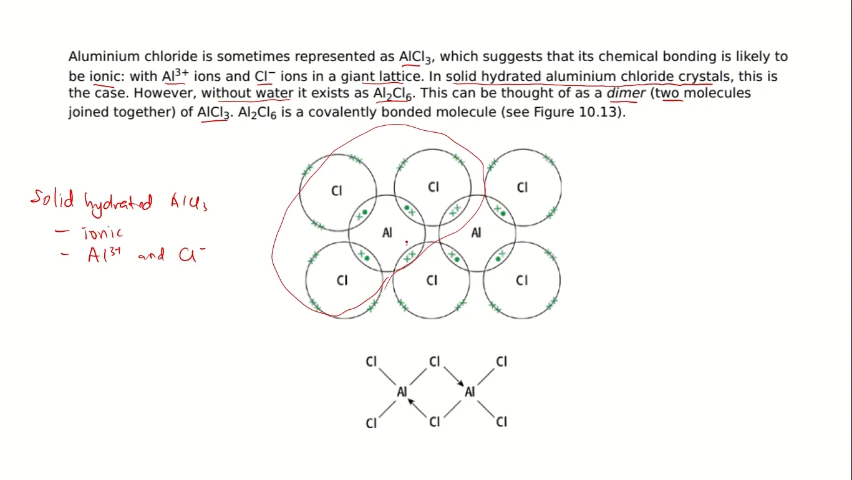 Aluminium chloride is sometimes represented as AlCl₃, which suggests that its chemical bonding is likely to
be ionic: with Al³⁺ ions and Cl⁻ ions in a giant lattice. In solid hydrated aluminium chloride crystals, this is
the case. However, without water it exists as Al₂Cl₆. This can be thought of as a dimer (two molecules
joined together) of AlCl₃. Al₂Cl₆ is a covalently bonded molecule (see Figure 10.13).
Solid hydrated AlCl₃
- ionic
- Al³⁺ and Cl⁻
Cl Cl Cl
Al Al
Cl Cl Cl
Cl Cl Cl
Al Al
Cl Cl Cl